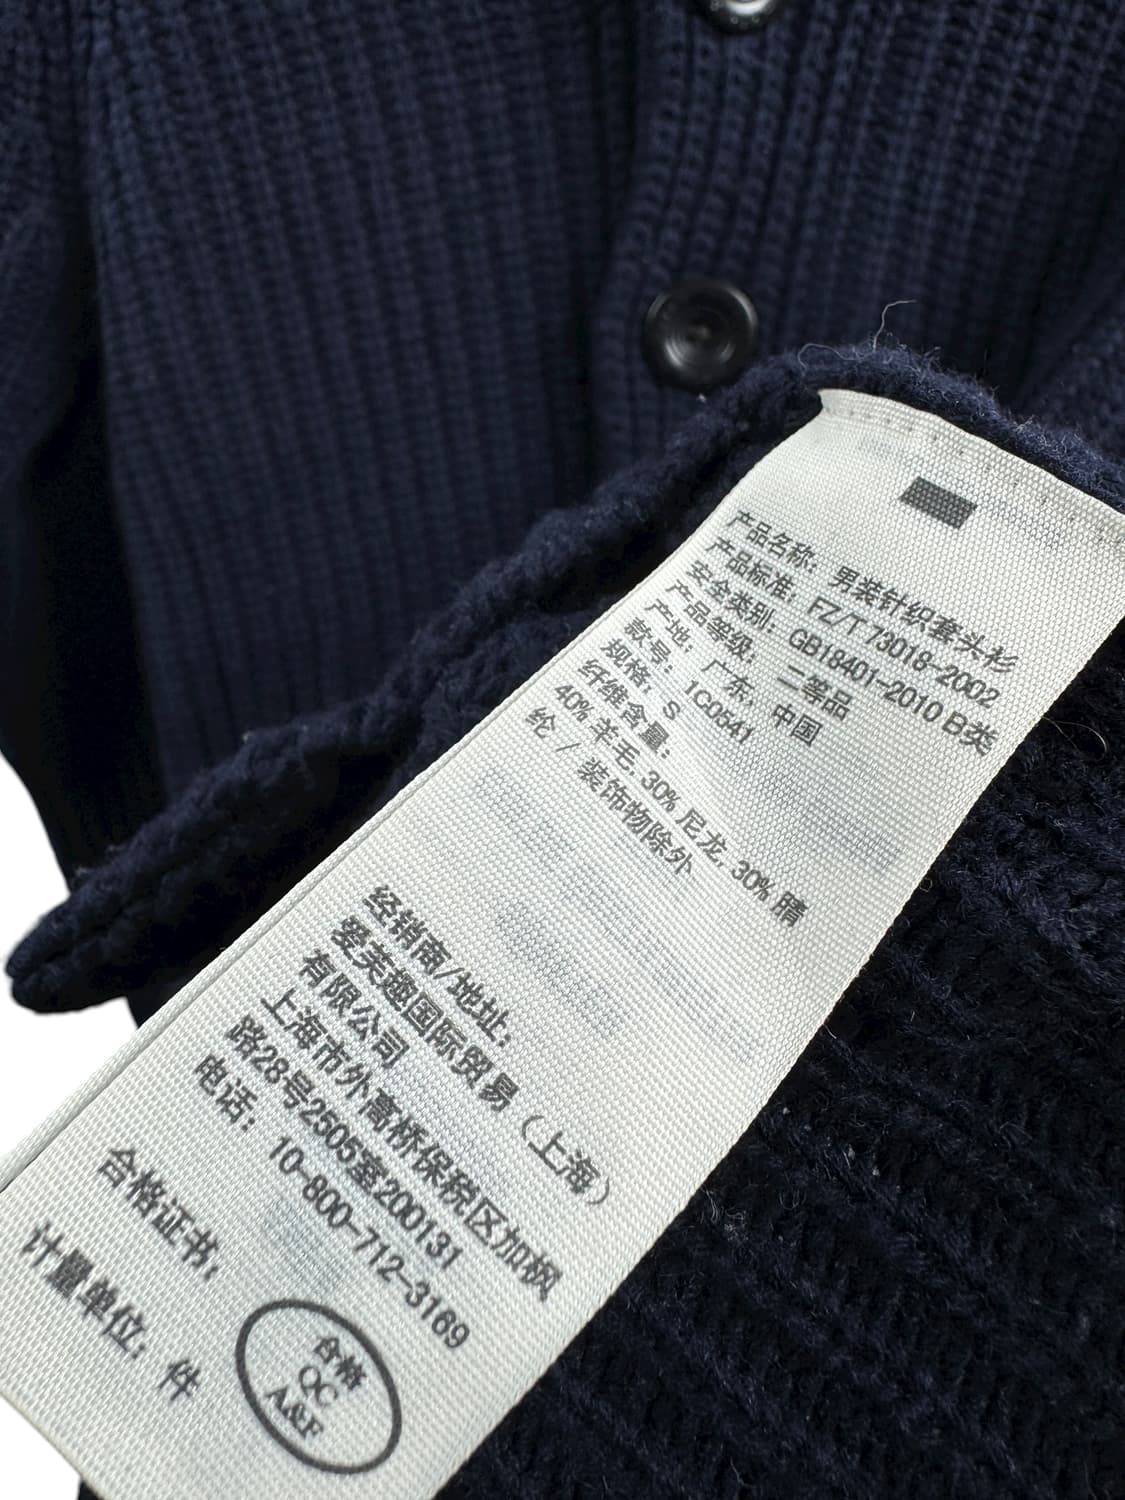 产品名称: 男装针织套头衫
产品标准: FZ/T 73018-2002
安全类别: GB18401-2010 B类
产品等级: 二等品
产地: 广东, 中国
款号: 1G0541
规格: S
纤维含量:
40% 羊毛, 30% 尼龙, 30% 腈
纶 / 装饰物除外
经销商/地址:
爱芙趣国际贸易 (上海)
有限公司
上海市外高桥保税区加枫
路28号2505室200131
电话: 10-800-712-3169
合格证书:
计量单位: 件
合格
QC
A&F